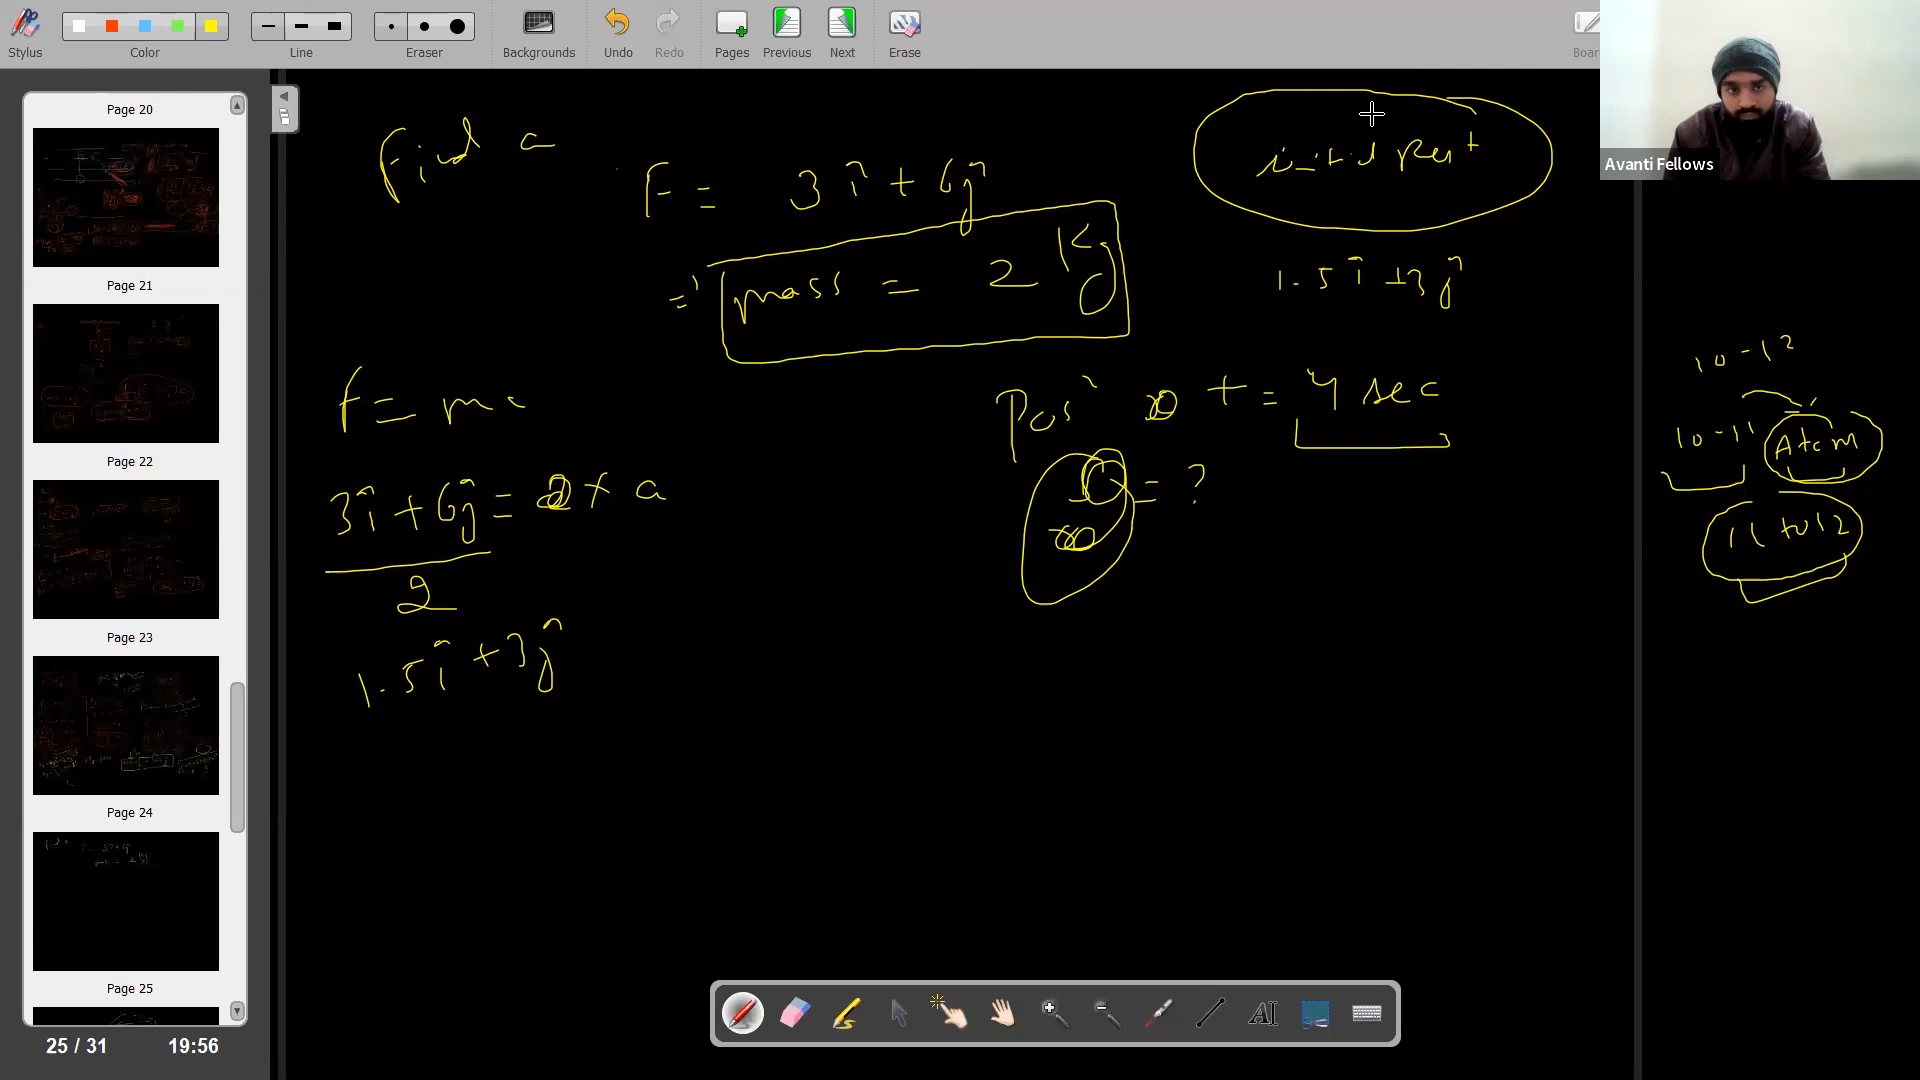 Stylus
Color
Line
Eraser
Backgrounds
Undo
Redo
Pages
Previous
Next
Erase
Avanti Fellows
Page 20
Page 21
Page 22
Page 23
Page 24
Page 25
25 / 31
19:56
Find a
F = 3î + 6ĵ
mass = 2 Kg
initial Rest
1.5î + 3ĵ
F = ma
3î + 6ĵ = 2 × a
2
1.5î + 3ĵ
t = 4 sec
= ?
10-12
10-11 Atom
11 to 12